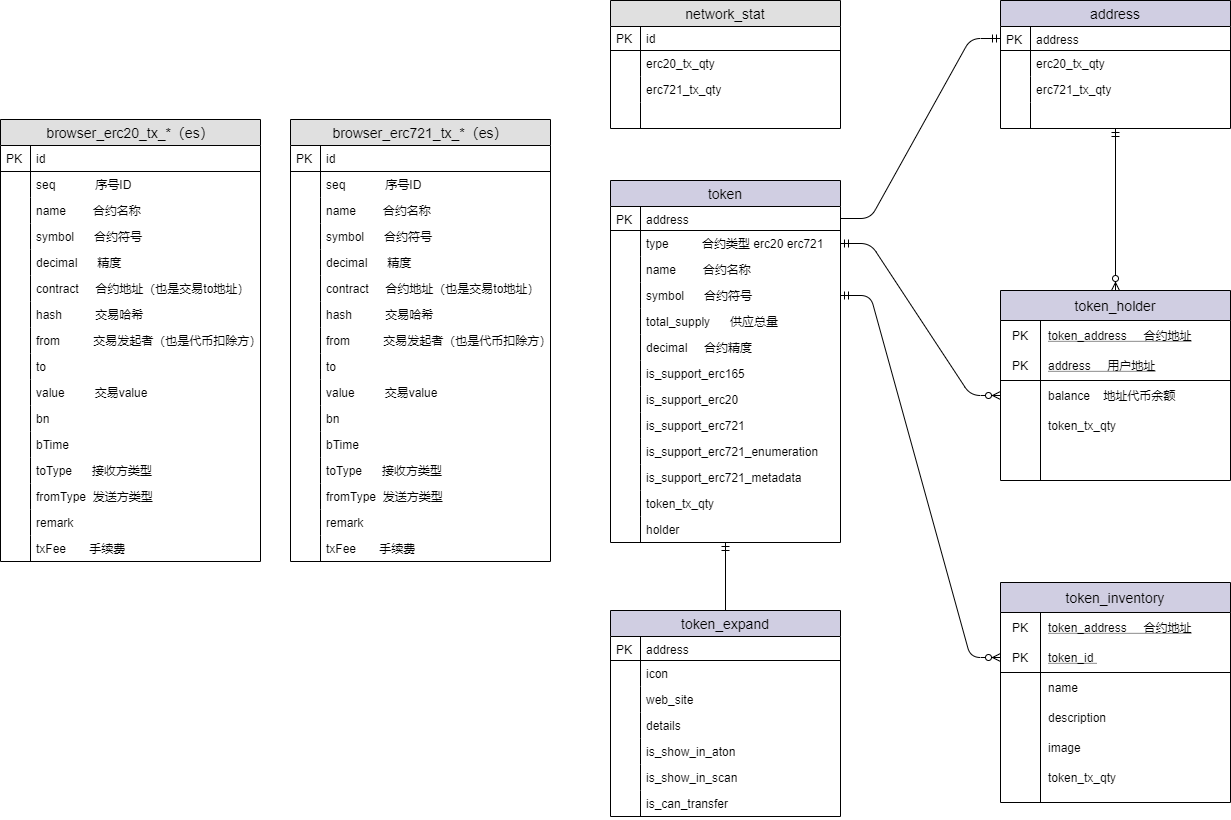 network_stat
PK id
erc20_tx_qty
erc721_tx_qty
address
PK address
erc20_tx_qty
erc721_tx_qty
browser_erc20_tx_*（es）
PK id
seq 序号ID
name 合约名称
symbol 合约符号
decimal 精度
contract 合约地址（也是交易to地址）
hash 交易哈希
from 交易发起者（也是代币扣除方）
to
value 交易value
bn
bTime
toType 接收方类型
fromType 发送方类型
remark
txFee 手续费
browser_erc721_tx_*（es）
PK id
seq 序号ID
name 合约名称
symbol 合约符号
decimal 精度
contract 合约地址（也是交易to地址）
hash 交易哈希
from 交易发起者（也是代币扣除方）
to
value 交易value
bn
bTime
toType 接收方类型
fromType 发送方类型
remark
txFee 手续费
token
PK address
type 合约类型 erc20 erc721
name 合约名称
symbol 合约符号
total_supply 供应总量
decimal 合约精度
is_support_erc165
is_support_erc20
is_support_erc721
is_support_erc721_enumeration
is_support_erc721_metadata
token_tx_qty
holder
token_holder
PK token_address 合约地址
PK address 用户地址
balance 地址代币余额
token_tx_qty
token_expand
PK address
icon
web_site
details
is_show_in_aton
is_show_in_scan
is_can_transfer
token_inventory
PK token_address 合约地址
PK token_id
name
description
image
token_tx_qty